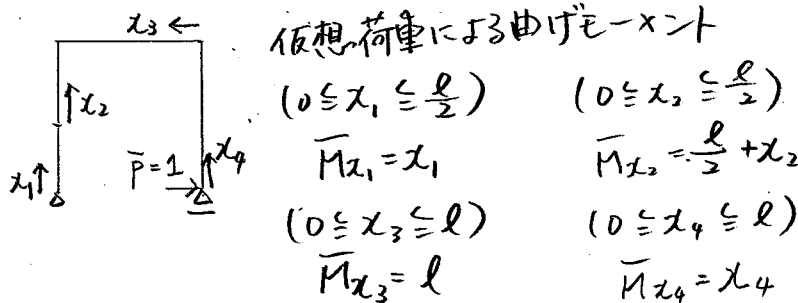 x₃ ←
仮想荷重による曲げモーメント
(0≦x₁≦ℓ/2) (0≦x₂≦ℓ/2)
↑x₂
M̄x₁=x₁ M̄x₂=ℓ/2+x₂
x₁↑ P̄=1 ↑x₄
(0≦x₃≦ℓ) (0≦x₄≦ℓ)
M̄x₃=ℓ M̄x₄=x₄